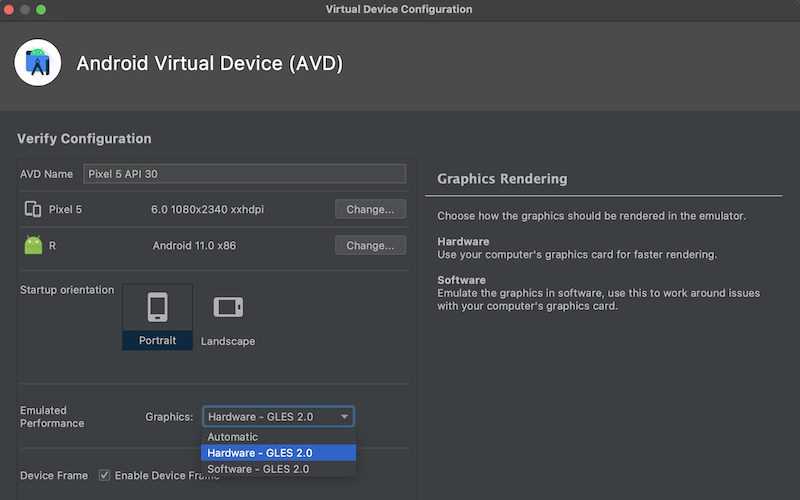 Virtual Device Configuration
Android Virtual Device (AVD)
Verify Configuration
AVD Name Pixel 5 API 30
Pixel 5 6.0 1080x2340 xxhdpi Change...
R Android 11.0 x86 Change...
Startup orientation
Portrait
Landscape
Emulated
Performance
Graphics: Hardware - GLES 2.0
Automatic
Hardware - GLES 2.0
Software - GLES 2.0
Device Frame Enable Device Frame
Graphics Rendering
Choose how the graphics should be rendered in the emulator.
Hardware
Use your computer's graphics card for faster rendering.
Software
Emulate the graphics in software, use this to work around issues
with your computer's graphics card.